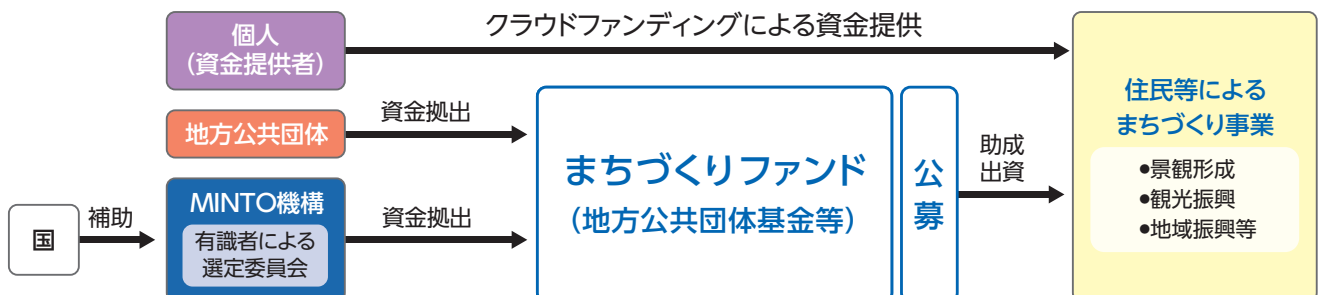 クラウドファンディングによる資金提供
個人
（資金提供者）
地方公共団体
資金拠出
国
補助
MINTO機構
有識者による
選定委員会
資金拠出
まちづくりファンド
（地方公共団体基金等）
公募
助成
出資
住民等による
まちづくり事業
●景観形成
●観光振興
●地域振興等